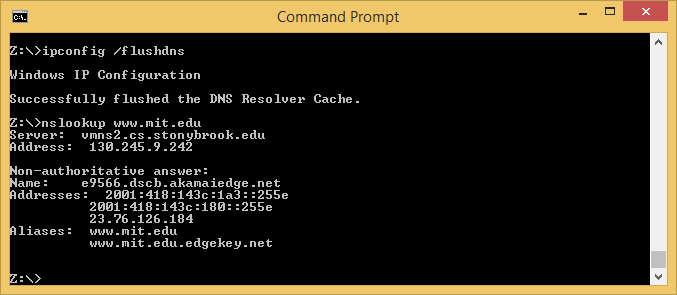 Command Prompt
Z:\>ipconfig /flushdns
Windows IP Configuration
Successfully flushed the DNS Resolver Cache.
Z:\>nslookup www.mit.edu
Server:  vmns2.cs.stonybrook.edu
Address:  130.245.9.242
Non-authoritative answer:
Name:    e9566.dscb.akamaiedge.net
Addresses:  2001:418:143c:1a3::255e
2001:418:143c:180::255e
23.76.126.184
Aliases:  www.mit.edu
www.mit.edu.edgekey.net
Z:\>